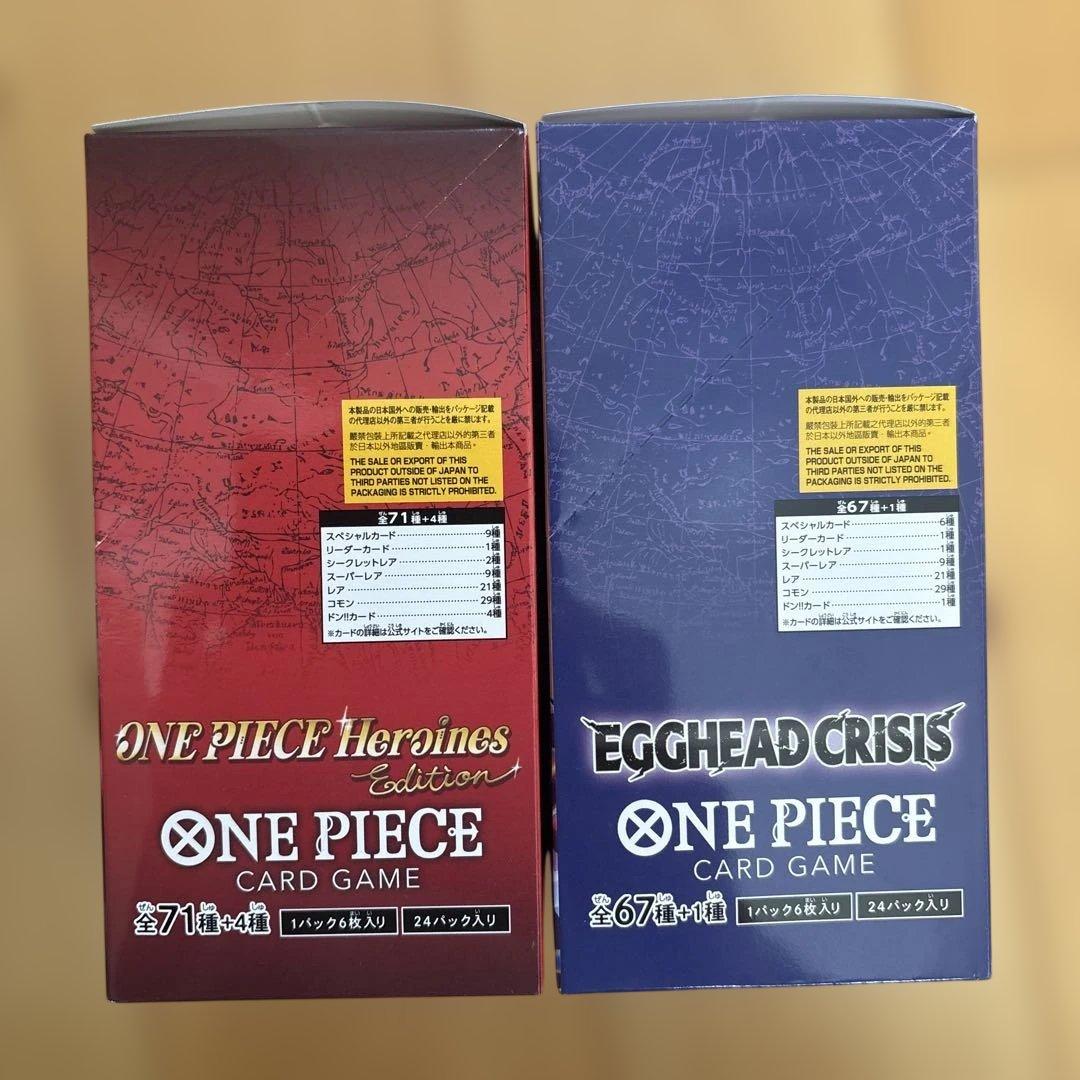 本製品の日本国外への販売・輸出をパッケージ記載
の代理店以外の第三者が行うことを厳に禁じます。
嚴禁包裝上所記載之代理店以外的第三者
於日本以外地區販賣・輸出本商品。
THE SALE OR EXPORT OF THIS
PRODUCT OUTSIDE OF JAPAN TO
THIRD PARTIES NOT LISTED ON THE
PACKAGING IS STRICTLY PROHIBITED.
全71種+4種
スペシャルカード 9種
リーダーカード 1種
シークレットレア 2種
スーパーレア 9種
レア 21種
コモン 29種
ドン!!カード 4種
※カードの詳細は公式サイトをご確認ください。
ONE PIECE Heroines
Edition
ONE PIECE
CARD GAME
全71種+4種 1パック6枚入り 24パック入り
本製品の日本国外への販売・輸出をパッケージ記載
の代理店以外の第三者が行うことを厳に禁じます。
嚴禁包裝上所記載之代理店以外的第三者
於日本以外地區販賣・輸出本商品。
THE SALE OR EXPORT OF THIS
PRODUCT OUTSIDE OF JAPAN TO
THIRD PARTIES NOT LISTED ON THE
PACKAGING IS STRICTLY PROHIBITED.
全67種+1種
スペシャルカード 6種
リーダーカード 1種
シークレットレア 1種
スーパーレア 9種
レア 21種
コモン 29種
ドン!!カード 1種
※カードの詳細は公式サイトをご確認ください。
EGGHEAD CRISIS
ONE PIECE
CARD GAME
全67種+1種 1パック6枚入り 24パック入り